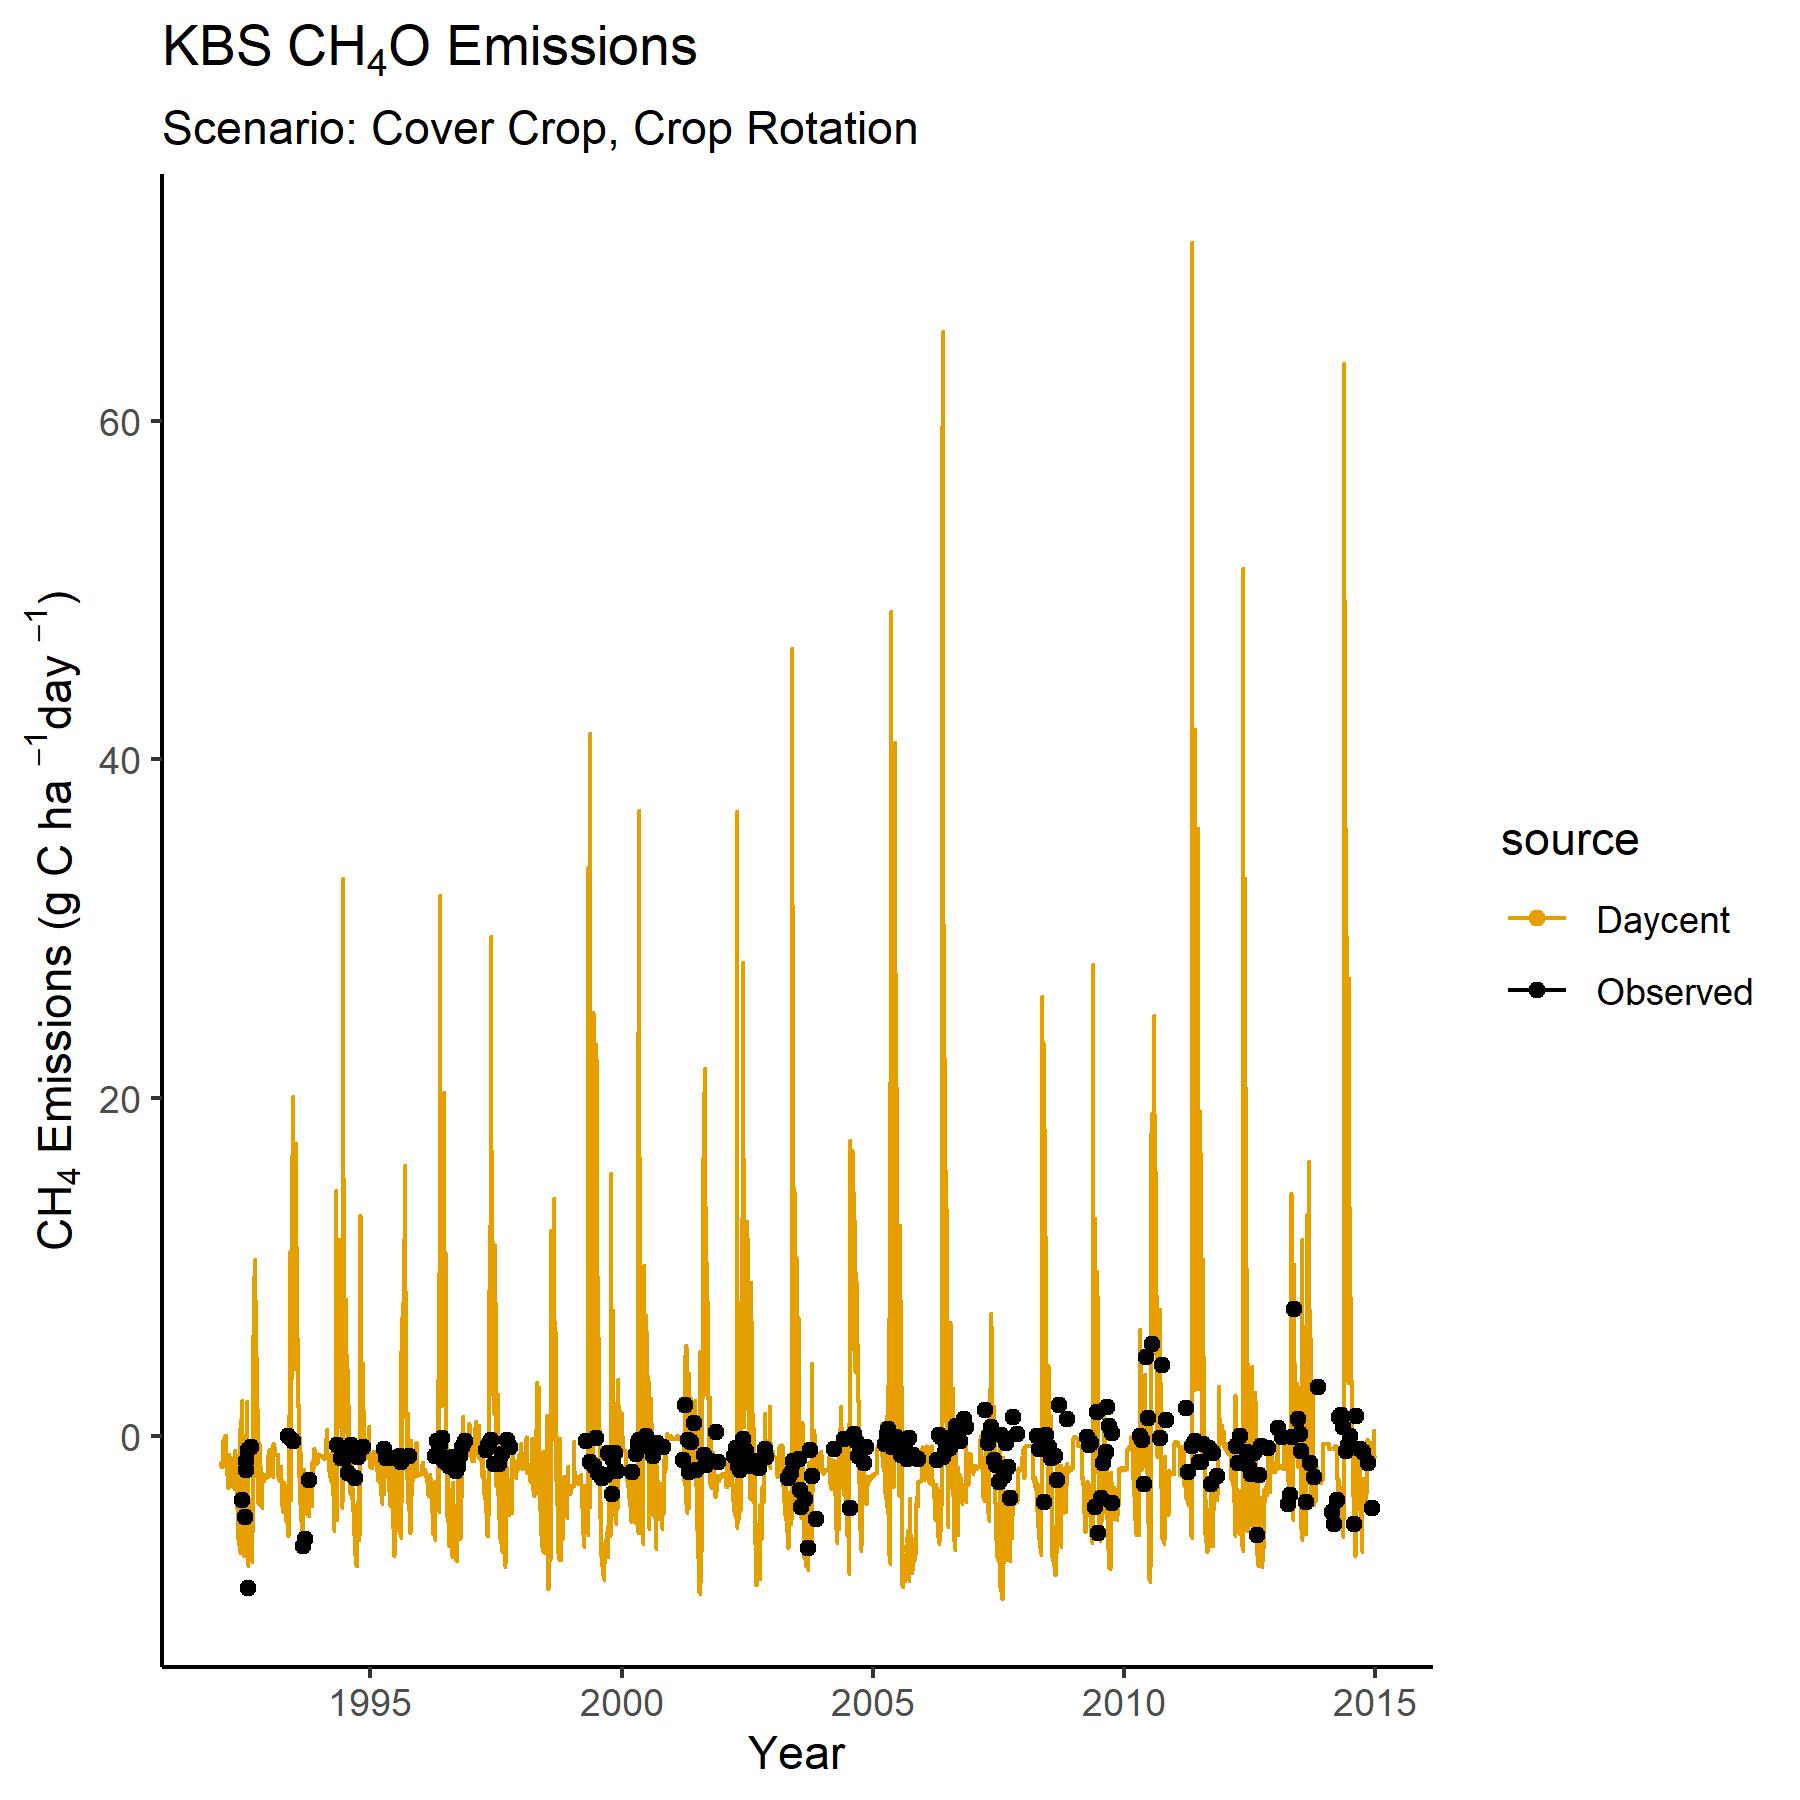 KBS CH₄O Emissions
Scenario: Cover Crop, Crop Rotation
CH₄ Emissions (g C ha ⁻¹day ⁻¹)
60
40
20
0
1995 2000 2005 2010 2015
Year
source
Daycent
Observed